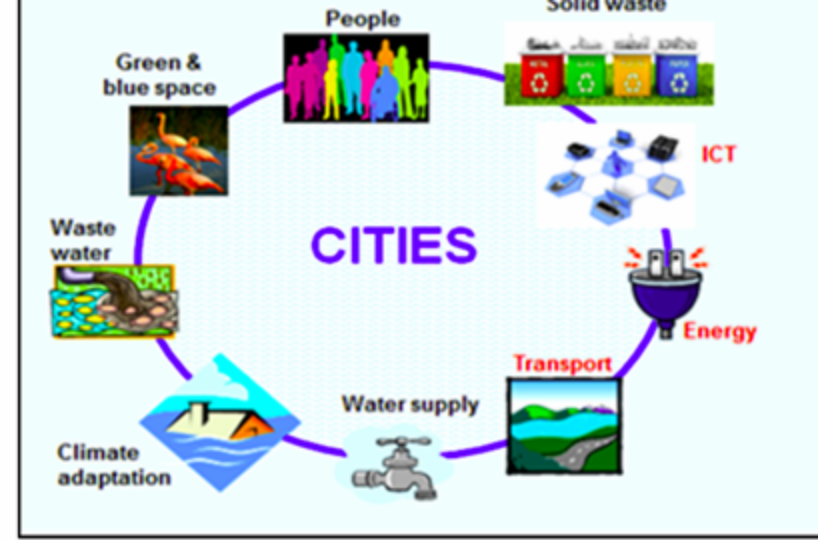 Solid waste
People
Green &
blue space
ICT
Waste
water
CITIES
Energy
Transport
Water supply
Climate
adaptation